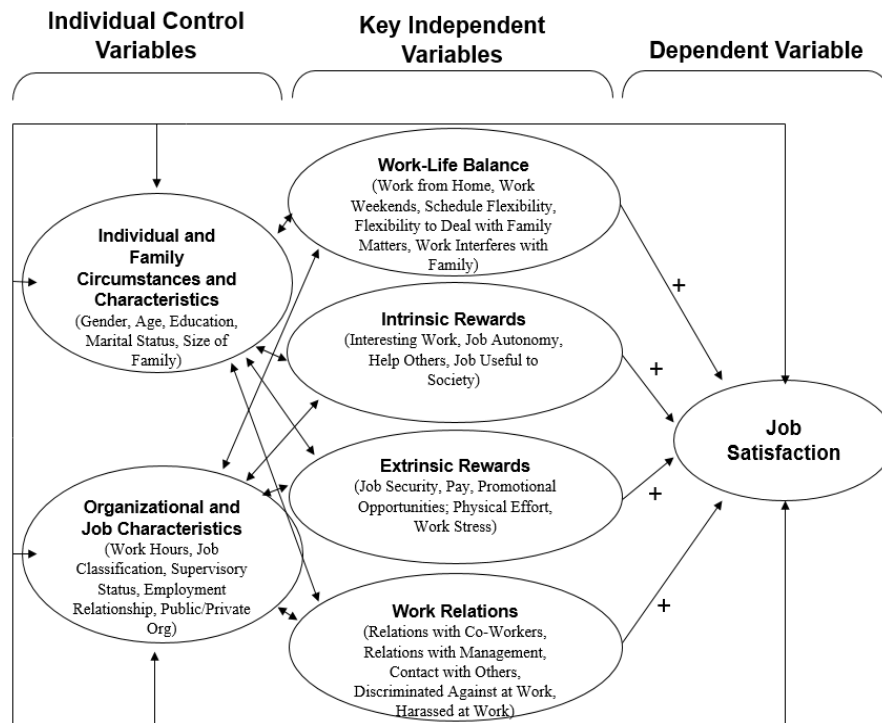 Individual Control
Variables
Key Independent
Variables
Dependent Variable
Work-Life Balance
(Work from Home, Work
Weekends, Schedule Flexibility,
Flexibility to Deal with Family
Matters, Work Interferes with
Family)
Individual and
Family
Circumstances and
Characteristics
(Gender, Age, Education,
Marital Status, Size of
Family)
Intrinsic Rewards
(Interesting Work, Job Autonomy,
Help Others, Job Useful to
Society)
Extrinsic Rewards
(Job Security, Pay, Promotional
Opportunities; Physical Effort,
Work Stress)
Organizational and
Job Characteristics
(Work Hours, Job
Classification, Supervisory
Status, Employment
Relationship, Public/Private
Org)
Work Relations
(Relations with Co-Workers,
Relations with Management,
Contact with Others,
Discriminated Against at Work,
Harassed at Work)
+
+
+
+
Job
Satisfaction